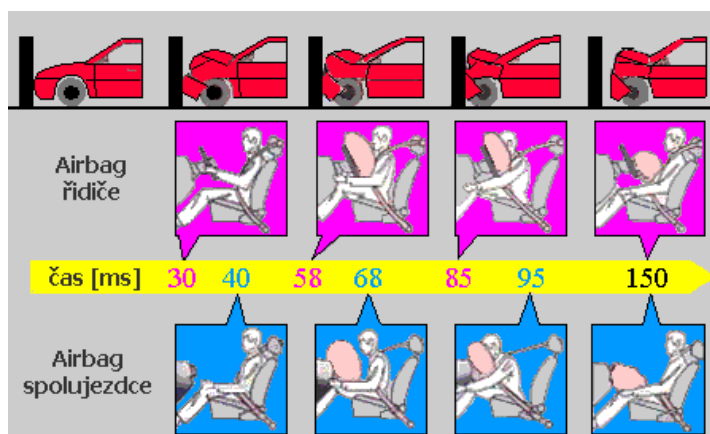 Airbag
řidiče
čas [ms] 30 40 58 68 85 95 150
Airbag
spolujezdce